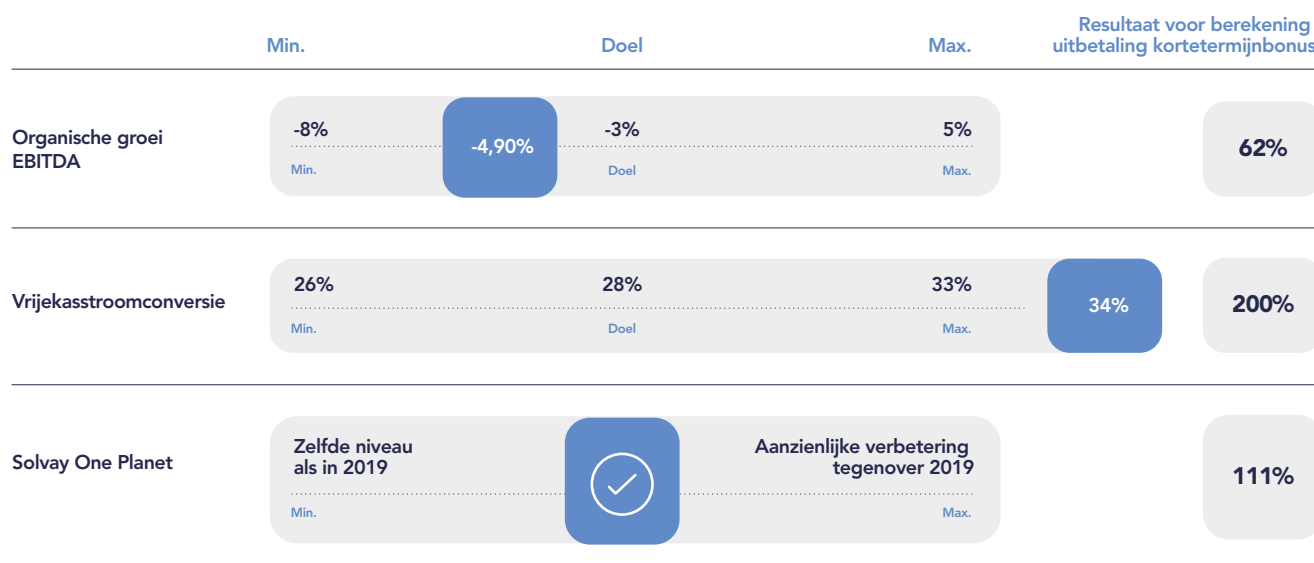 Resultaat voor berekening
Min. Doel Max. uitbetaling kortetermijnbonus
-8% -3% 5%
Organische groei
EBITDA
-4,90% 62%
Min. Doel Max.
26% 28% 33%
Vrijekasstroomconversie 34% 200%
Min. Doel Max.
Zelfde niveau Aanzienlijke verbetering
als in 2019 tegenover 2019
Solvay One Planet 111%
Min. Max.